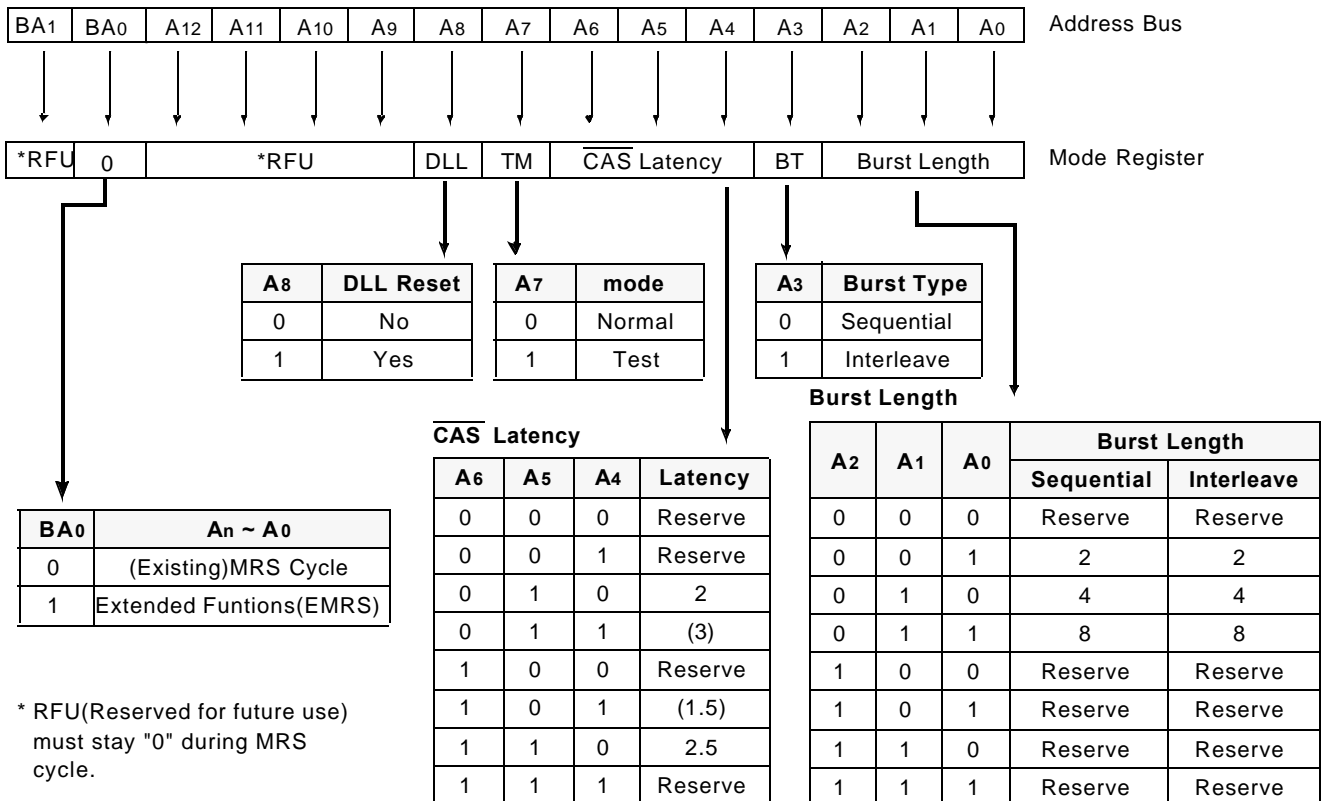 BA1 BA0 A12 A11 A10 A9 A8 A7 A6 A5 A4 A3 A2 A1 A0 Address Bus
*RFU 0 *RFU DLL TM CAS Latency BT Burst Length Mode Register
A8 DLL Reset
0 No
1 Yes
A7 mode
0 Normal
1 Test
A3 Burst Type
0 Sequential
1 Interleave
BA0 An ~ A0
0 (Existing)MRS Cycle
1 Extended Funtions(EMRS)
* RFU(Reserved for future use)
must stay "0" during MRS
cycle.
CAS Latency
A6 A5 A4 Latency
0 0 0 Reserve
0 0 1 Reserve
0 1 0 2
0 1 1 (3)
1 0 0 Reserve
1 0 1 (1.5)
1 1 0 2.5
1 1 1 Reserve
Burst Length
A2 A1 A0 Burst Length
Sequential Interleave
0 0 0 Reserve Reserve
0 0 1 2 2
0 1 0 4 4
0 1 1 8 8
1 0 0 Reserve Reserve
1 0 1 Reserve Reserve
1 1 0 Reserve Reserve
1 1 1 Reserve Reserve